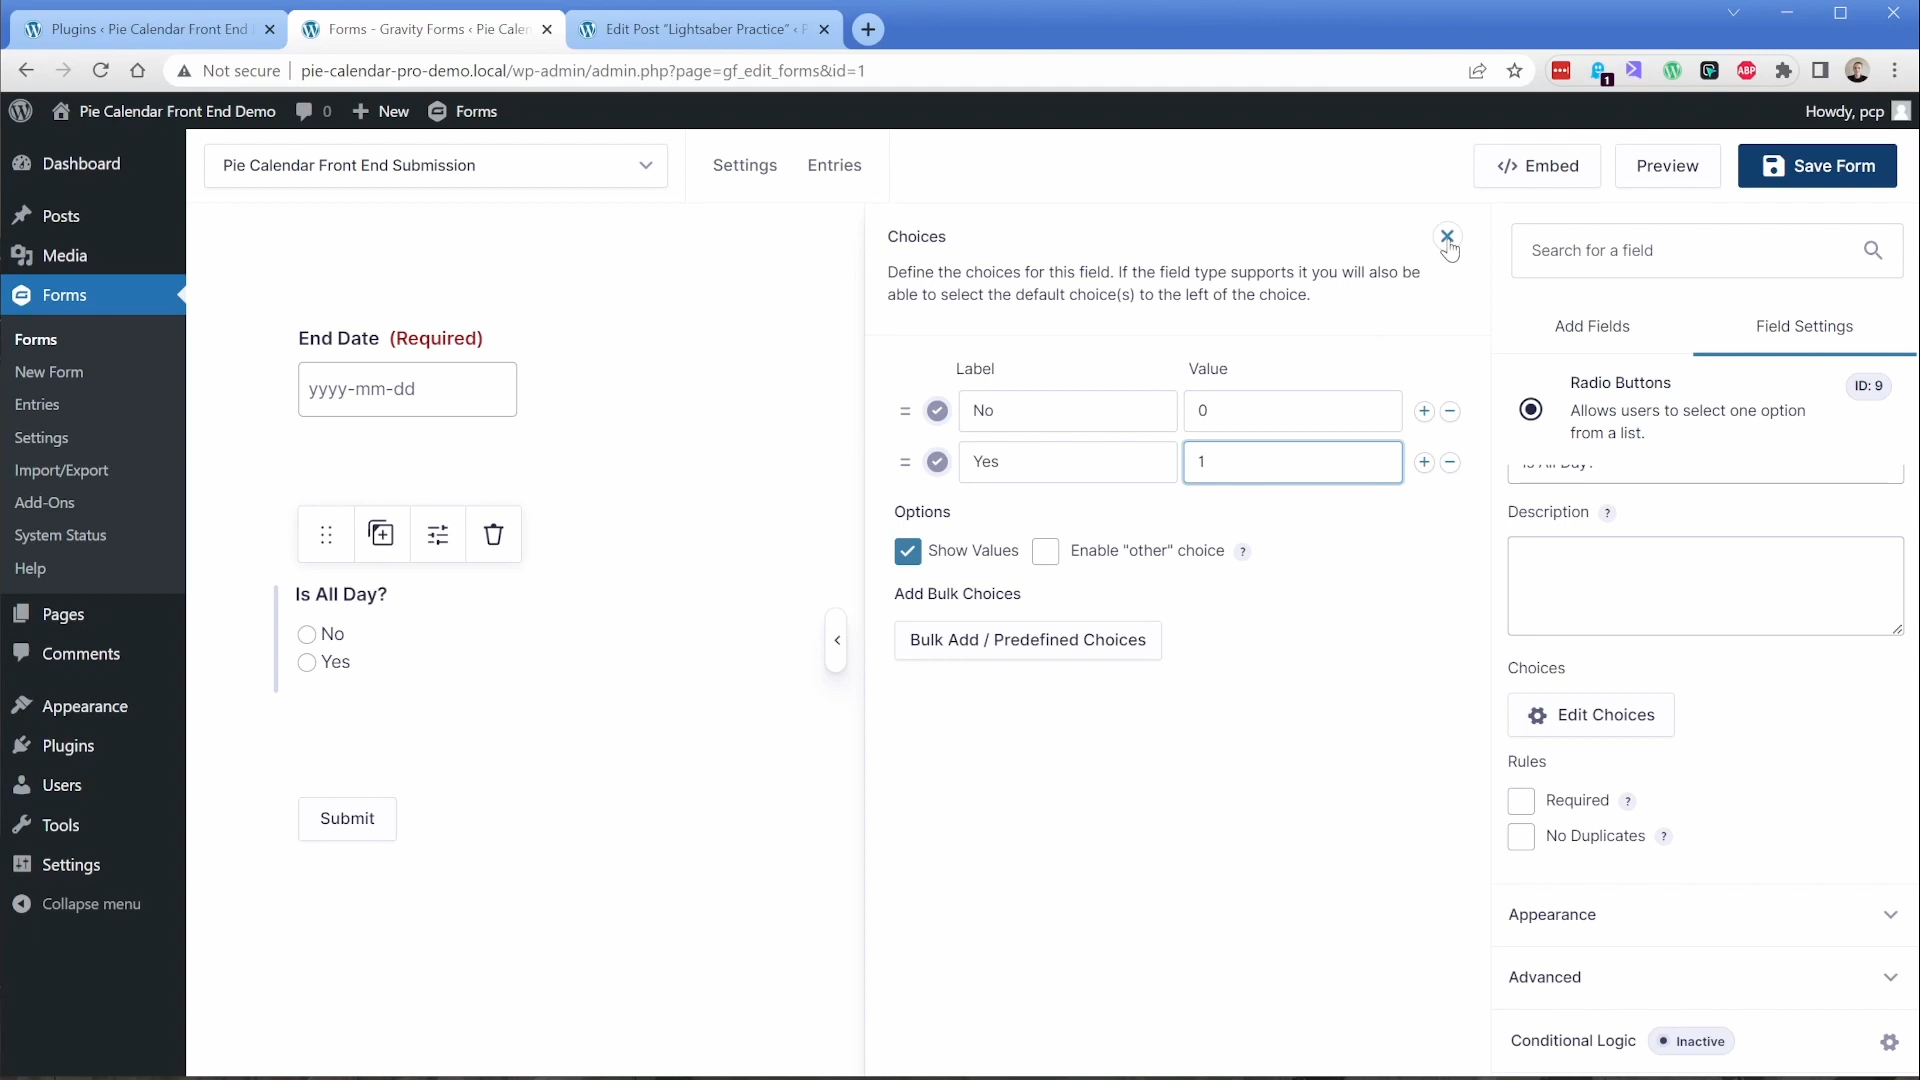 Plugins ‹ Pie Calendar Front End
Forms - Gravity Forms ‹ Pie Calen
Edit Post “Lightsaber Practice” ‹ P
Not secure
pie-calendar-pro-demo.local/wp-admin/admin.php?page=gf_edit_forms&id=1
1
ABP
Pie Calendar Front End Demo
0
New
Forms
Howdy, pcp
Dashboard
Posts
Media
Forms
Forms
New Form
Entries
Settings
Import/Export
Add-Ons
System Status
Help
Pages
Comments
Appearance
Plugins
Users
Tools
Settings
Collapse menu
Pie Calendar Front End Submission
Settings
Entries
</> Embed
Preview
Save Form
End Date (Required)
yyyy-mm-dd
Is All Day?
No
Yes
Submit
Choices
Define the choices for this field. If the field type supports it you will also be
able to select the default choice(s) to the left of the choice.
Label Value
No 0
Yes 1
Options
Show Values Enable "other" choice ?
Add Bulk Choices
Bulk Add / Predefined Choices
Search for a field
Add Fields
Field Settings
Radio Buttons
ID: 9
Allows users to select one option
from a list.
Is All Day?
Description ?
Choices
Edit Choices
Rules
Required ?
No Duplicates ?
Appearance
Advanced
Conditional Logic Inactive